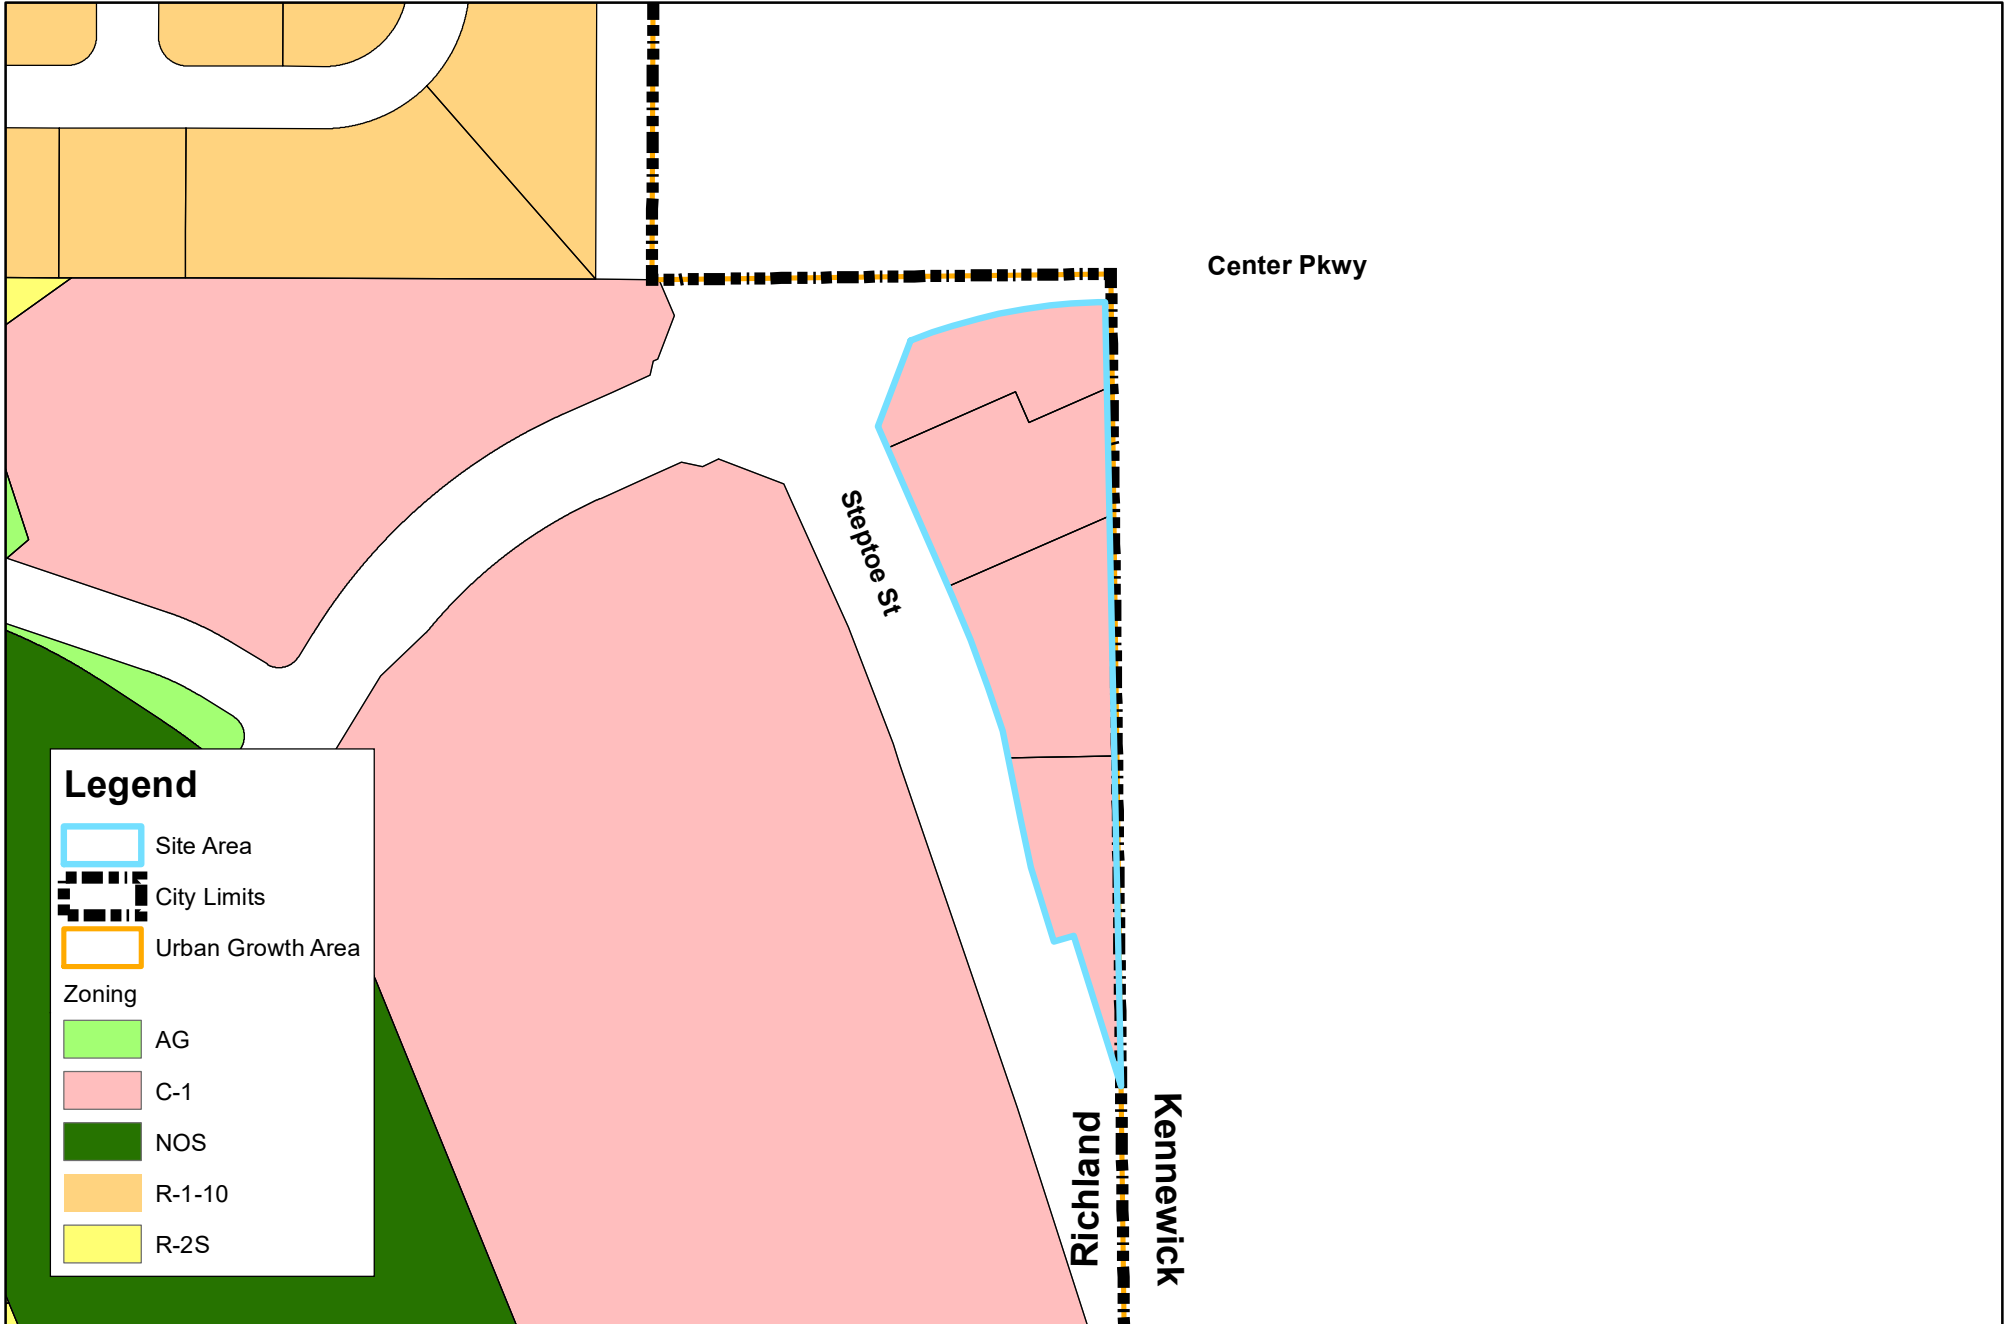 Center Pkwy
Steptoe St
Legend
Site Area
City Limits
Urban Growth Area
Zoning
AG
C-1
NOS
R-1-10
R-2S
Richland
Kennewick